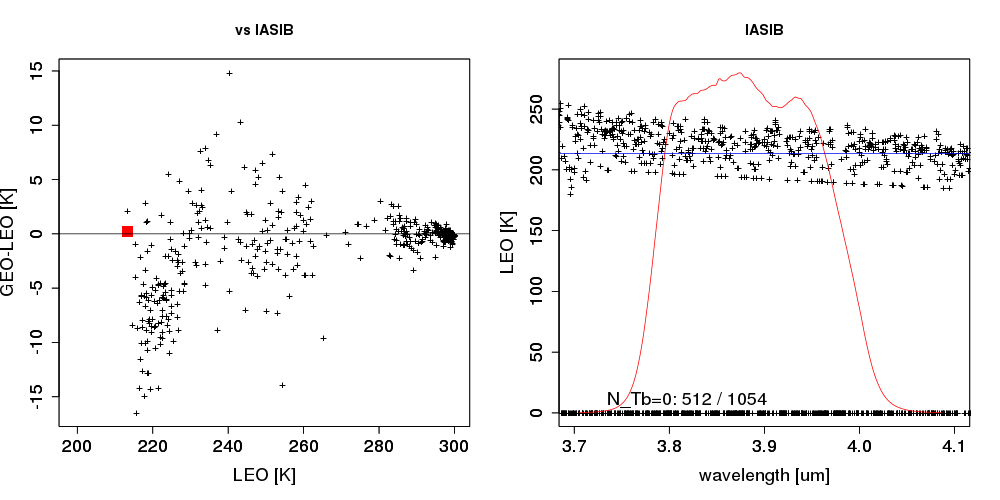 vs IASIB
15
10
5
0
-5
-10
-15
GEO-LEO [K]
200 220 240 260 280 300
LEO [K]
IASIB
250
200
150
100
50
0
LEO [K]
N_Tb=0: 512 / 1054
3.7 3.8 3.9 4.0 4.1
wavelength [um]